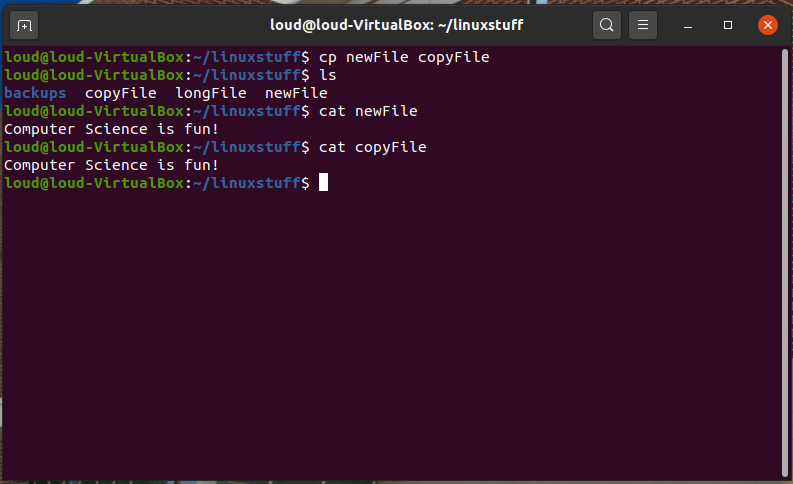 loud@loud-VirtualBox: ~/linuxstuff
loud@loud-VirtualBox:~/linuxstuff$ cp newFile copyFile
loud@loud-VirtualBox:~/linuxstuff$ ls
backups  copyFile  longFile  newFile
loud@loud-VirtualBox:~/linuxstuff$ cat newFile
Computer Science is fun!
loud@loud-VirtualBox:~/linuxstuff$ cat copyFile
Computer Science is fun!
loud@loud-VirtualBox:~/linuxstuff$